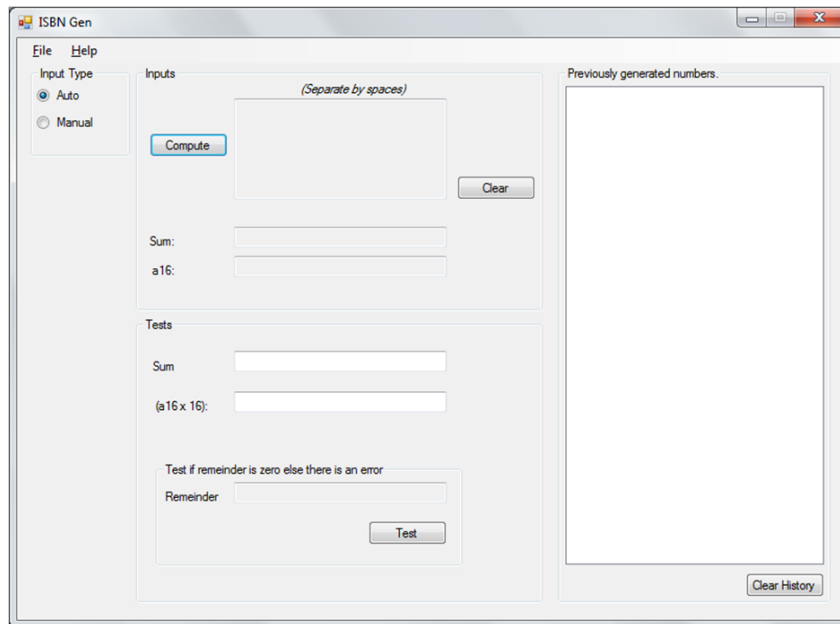 ISBN Gen
File Help
Input Type
Auto
Manual
Inputs
(Separate by spaces)
Compute
Clear
Sum:
a16:
Tests
Sum
(a16 x 16):
Test if remeinder is zero else there is an error
Remeinder
Test
Previously generated numbers.
Clear History